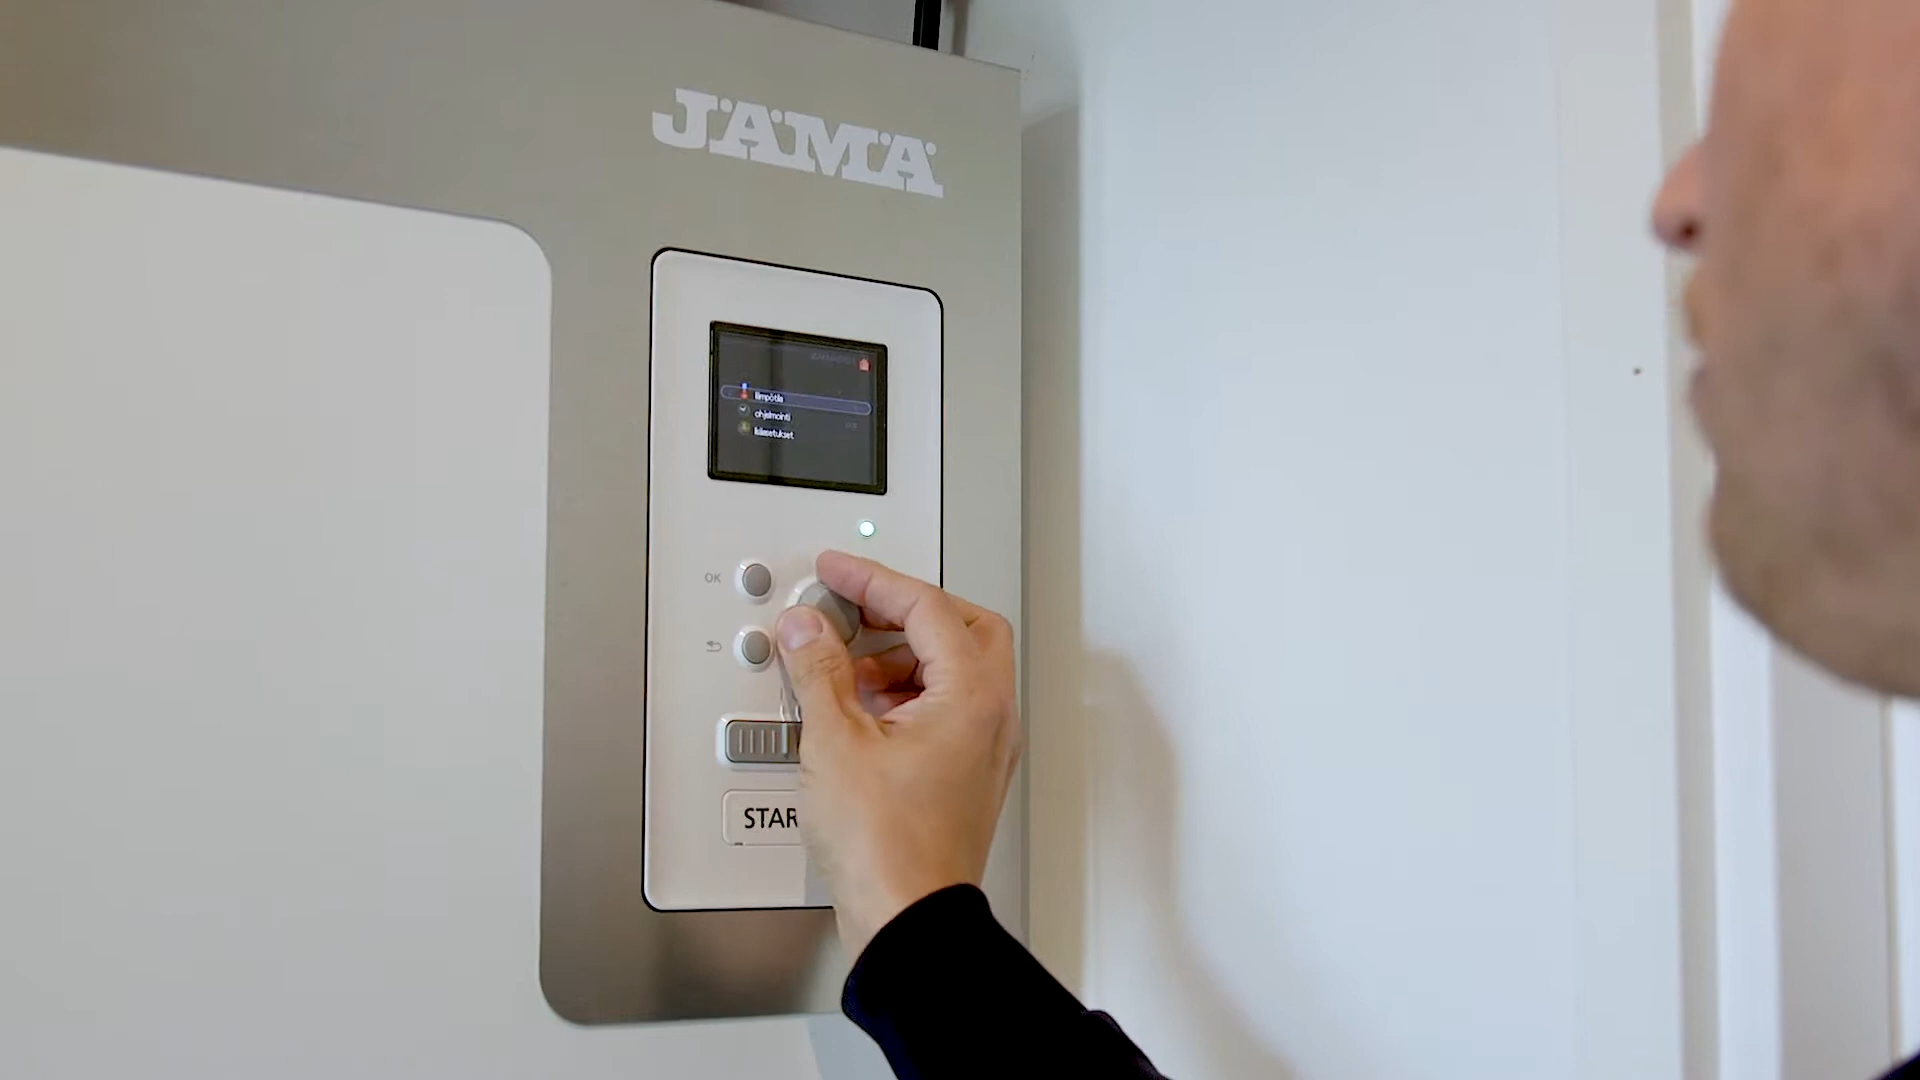 JÄMÄ
lämpötila
ohjelmointi
lisäasetukset
OK
STAR